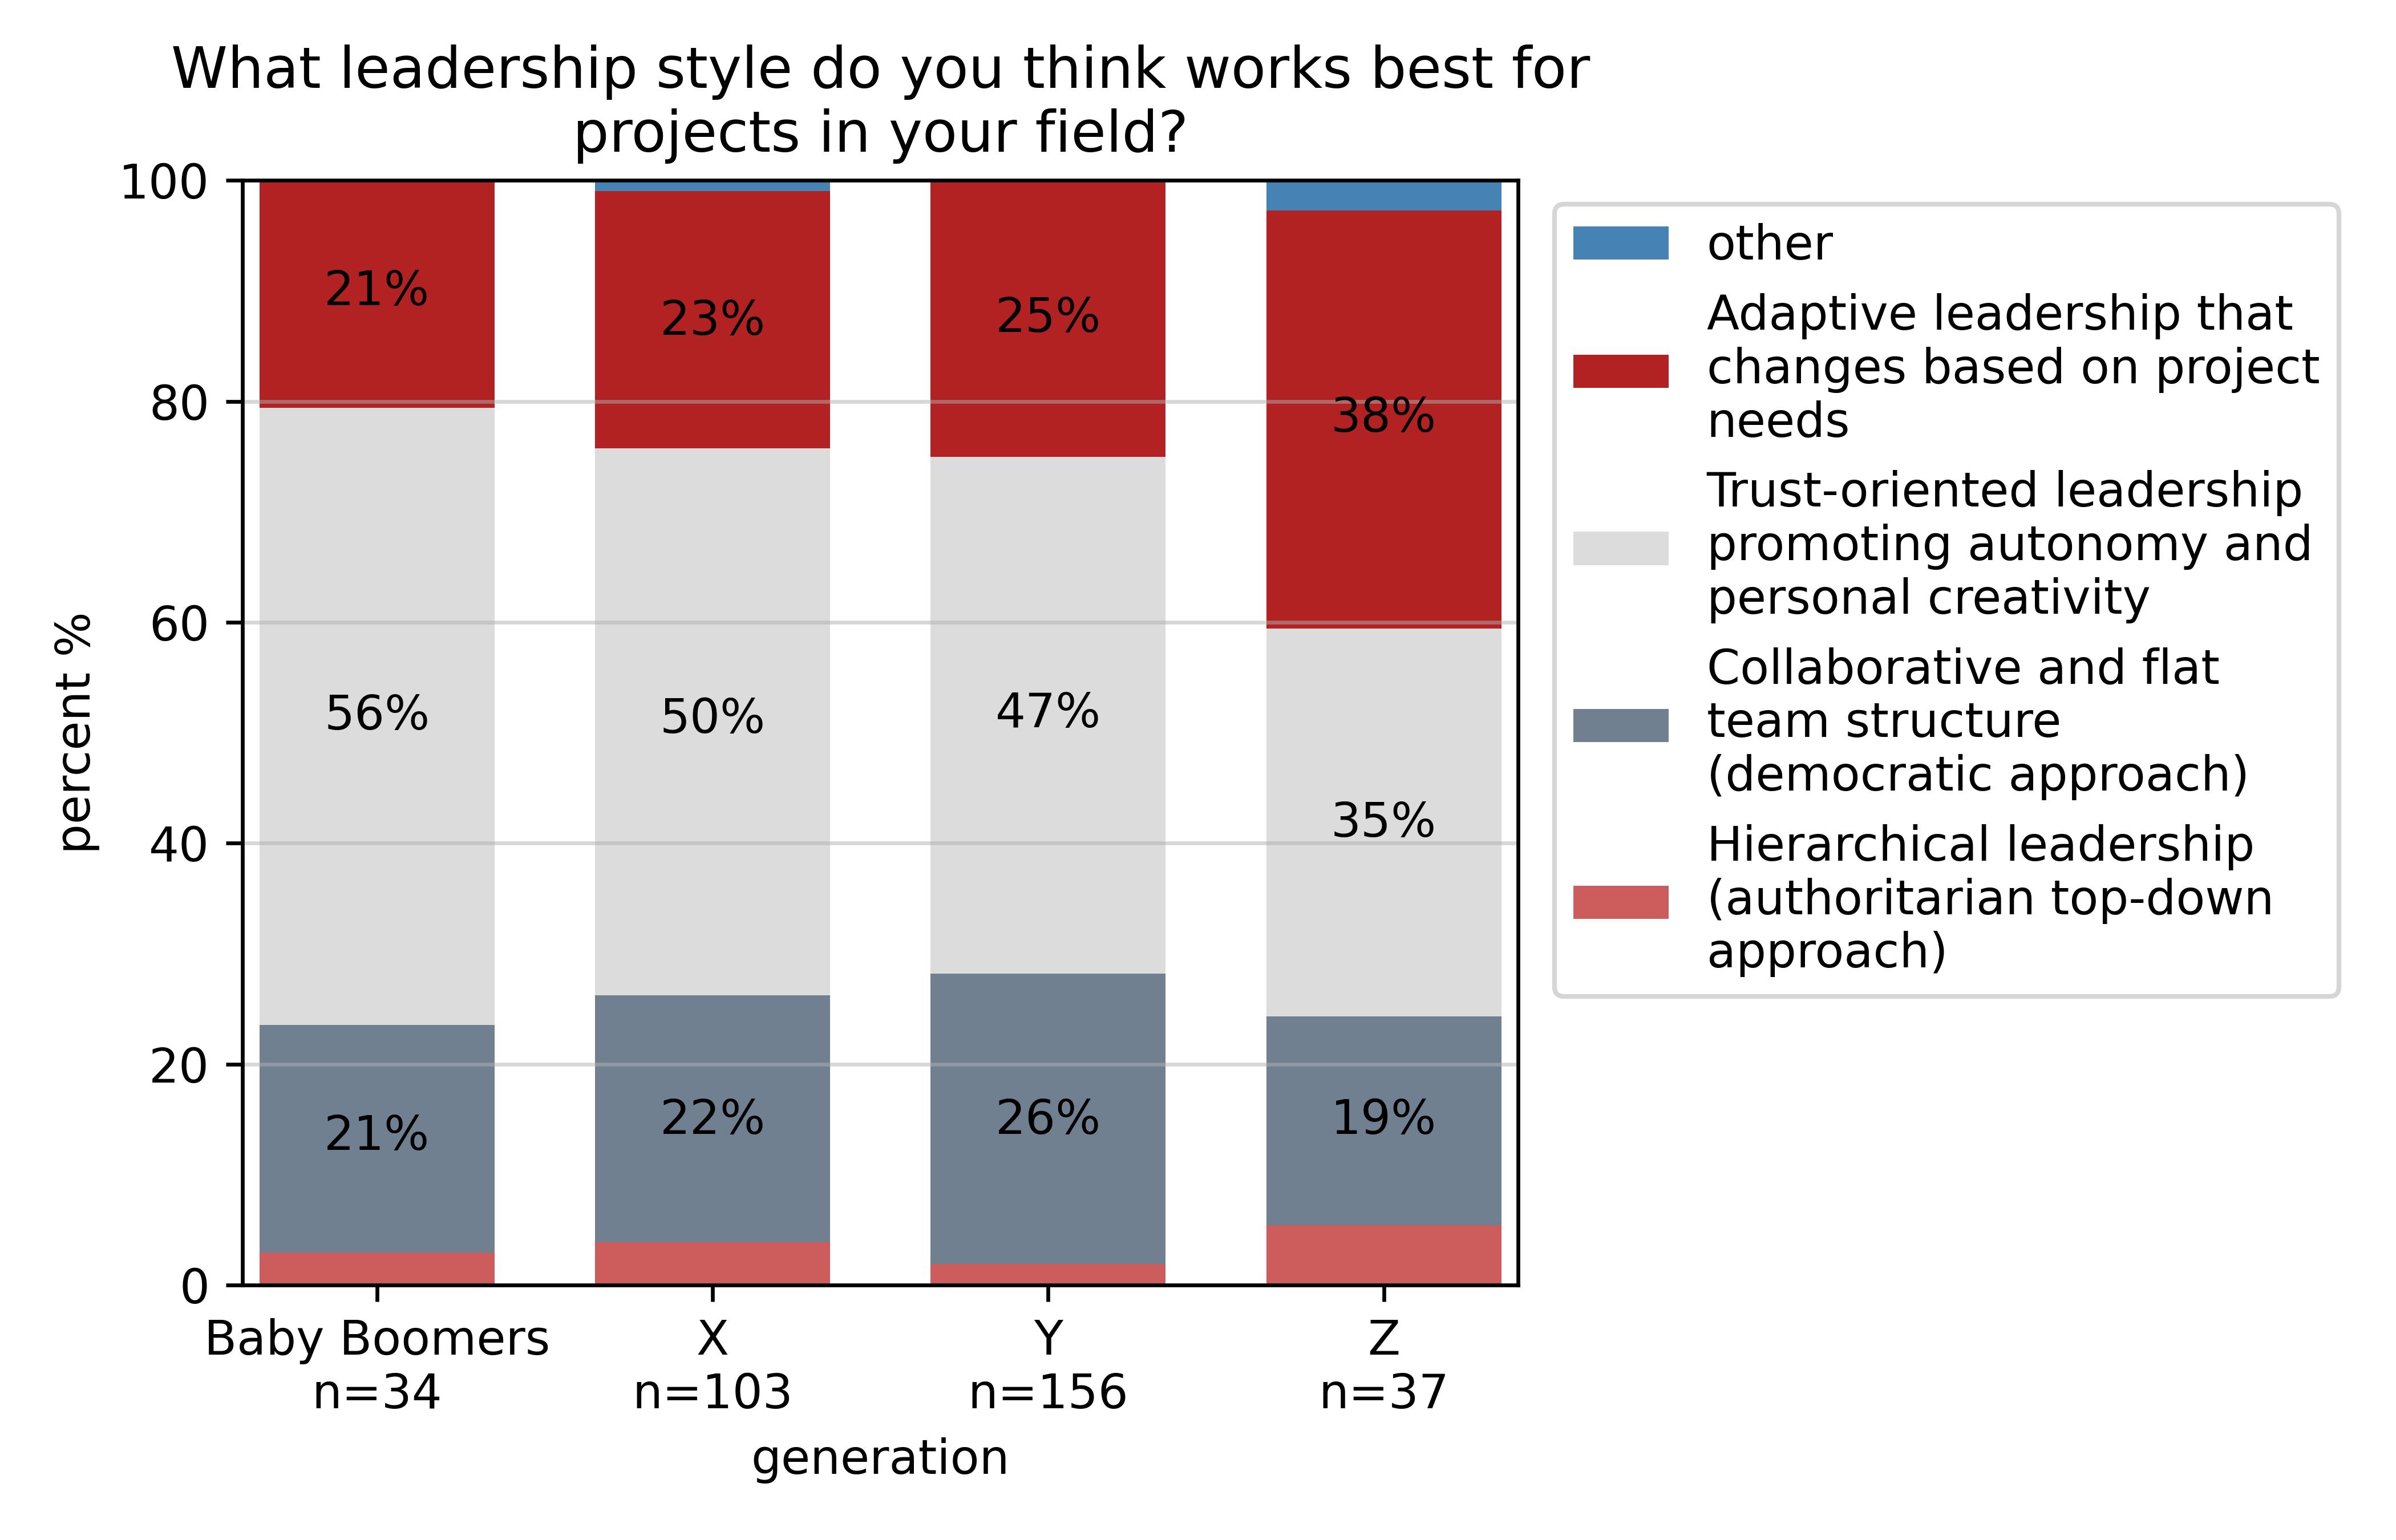 What leadership style do you think works best for
projects in your field?
100
80
60
40
20
0
percent %
21%
23%
25%
38%
56%
50%
47%
35%
21%
22%
26%
19%
Baby Boomers
n=34
X
n=103
Y
n=156
Z
n=37
generation
other
Adaptive leadership that
changes based on project
needs
Trust-oriented leadership
promoting autonomy and
personal creativity
Collaborative and flat
team structure
(democratic approach)
Hierarchical leadership
(authoritarian top-down
approach)